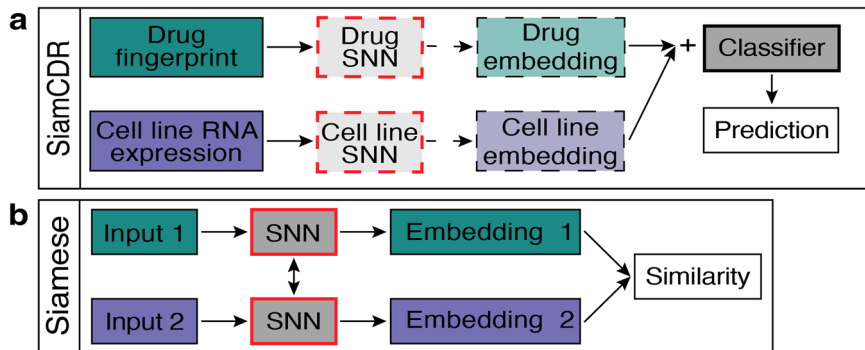 a
SiamCDR
Drug
fingerprint
Drug
SNN
Drug
embedding
+
Classifier
Cell line RNA
expression
Cell line
SNN
Cell line
embedding
Prediction
b
Siamese
Input 1
SNN
Embedding 1
Similarity
Input 2
SNN
Embedding 2